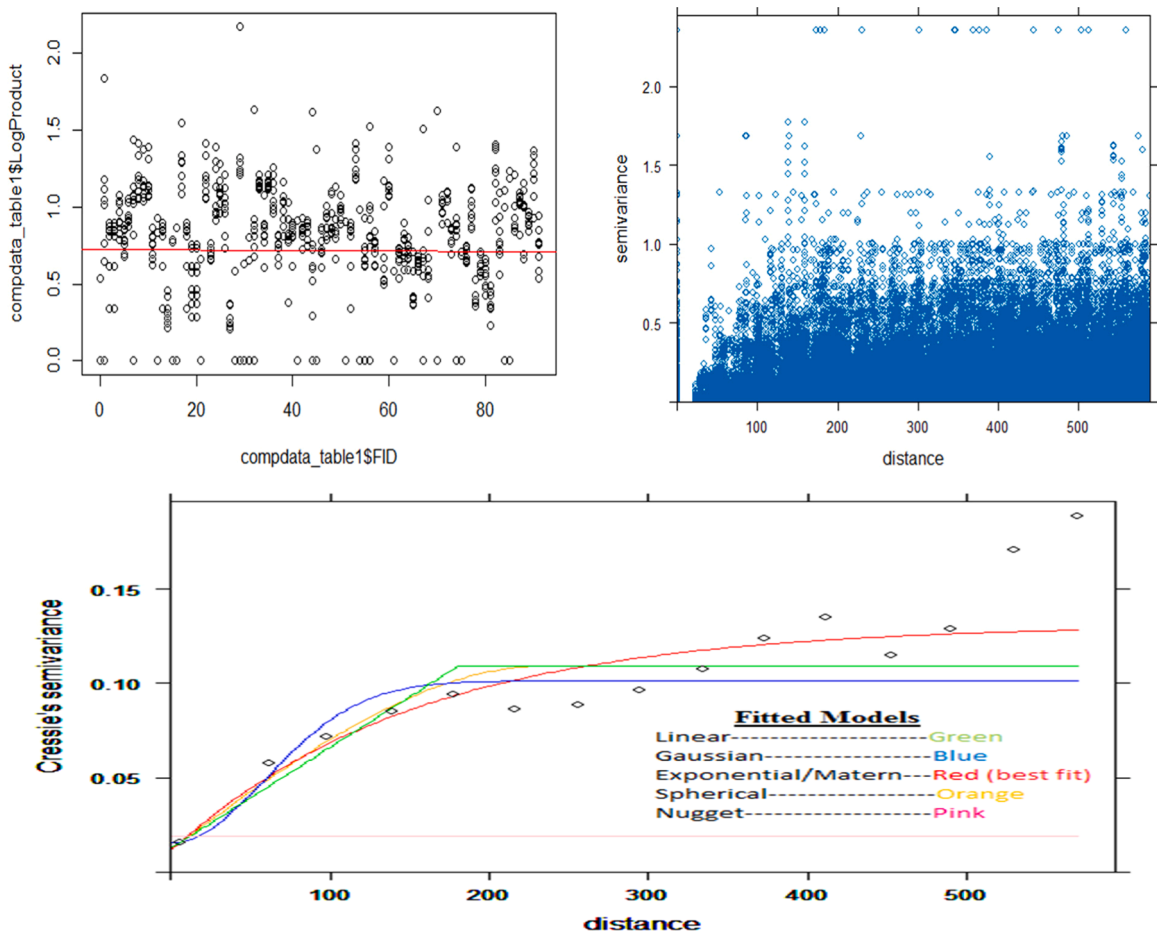 compdata_table1$LogProduct
2.0
1.5
1.0
0.5
0.0
0 20 40 60 80
compdata_table1$FID
semivariance
2.0
1.5
1.0
0.5
100 200 300 400 500
distance
Cressie's semivariance
0.15
0.10
0.05
Fitted Models
Linear--------------------Green
Gaussian-----------------Blue
Exponential/Matern---Red (best fit)
Spherical-----------------Orange
Nugget-------------------Pink
100 200 300 400 500
distance